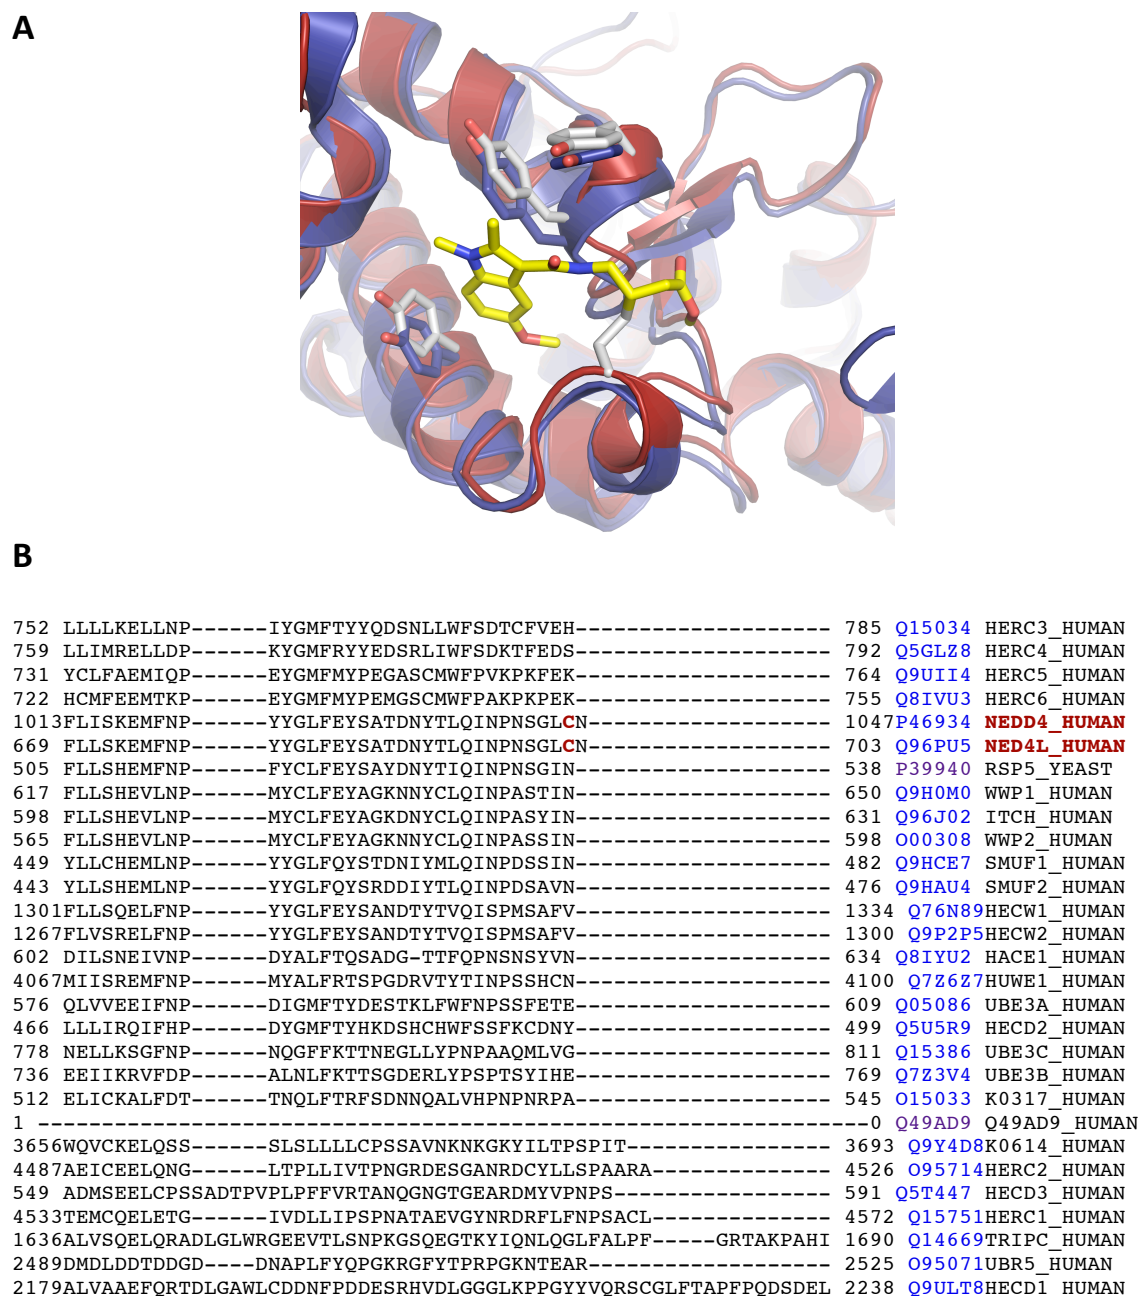 A
B
752 LLLLKELLNP------IYGMFTYYQDSNLLWFSDTCFVEH-------------------- 785 Q15034 HERC3_HUMAN
759 LLIMRELLDP------KYGMFRYYEDSRLIWFSDKTFEDS-------------------- 792 Q5GLZ8 HERC4_HUMAN
731 YCLFAEMIQP------EYGMFMYPEGASCMWFPVKPKFEK-------------------- 764 Q9UII4 HERC5_HUMAN
722 HCMFEEMTKP------EYGMFMYPEMGSCMWFPAKPKPEK-------------------- 755 Q8IVU3 HERC6_HUMAN
1013FLISKEMFNP------YYGLFEYSATDNYTLQINPNSGLCN------------------- 1047P46934 NEDD4_HUMAN
669 FLLSKEMFNP------YYGLFEYSATDNYTLQINPNSGLCN------------------- 703 Q96PU5 NED4L_HUMAN
505 FLLSHEMFNP------FYCLFEYSAYDNYTIQINPNSGIN-------------------- 538 P39940 RSP5_YEAST
617 FLLSHEVLNP------MYCLFEYAGKNNYCLQINPASTIN-------------------- 650 Q9H0M0 WWP1_HUMAN
598 FLLSHEVLNP------MYCLFEYAGKDNYCLQINPASYIN-------------------- 631 Q96J02 ITCH_HUMAN
565 FLLSHEVLNP------MYCLFEYAGKNNYCLQINPASSIN-------------------- 598 O00308 WWP2_HUMAN
449 YLLCHEMLNP------YYGLFQYSTDNIYMLQINPDSSIN-------------------- 482 Q9HCE7 SMUF1_HUMAN
443 YLLSHEMLNP------YYGLFQYSRDDIYTLQINPDSAVN-------------------- 476 Q9HAU4 SMUF2_HUMAN
1301FLLSQELFNP------YYGLFEYSANDTYTVQISPMSAFV-------------------- 1334 Q76N89HECW1_HUMAN
1267FLVSRELFNP------YYGLFEYSANDTYTVQISPMSAFV-------------------- 1300 Q9P2P5HECW2_HUMAN
602 DILSNEIVNP------DYALFTQSADG-TTFQPNSNSYVN-------------------- 634 Q8IYU2 HACE1_HUMAN
4067MIISREMFNP------MYALFRTSPGDRVTYTINPSSHCN-------------------- 4100 Q7Z6Z7HUWE1_HUMAN
576 QLVVEEIFNP------DIGMFTYDESTKLFWFNPSSFETE-------------------- 609 Q05086 UBE3A_HUMAN
466 LLLIRQIFHP------DYGMFTYHKDSHCHWFSSFKCDNY-------------------- 499 Q5U5R9 HECD2_HUMAN
778 NELLKSGFNP------NQGFFKTTNEGLLYPNPAAQMLVG-------------------- 811 Q15386 UBE3C_HUMAN
736 EEIIKRVFDP------ALNLFKTTSGDERLYPSPTSYIHE-------------------- 769 Q7Z3V4 UBE3B_HUMAN
512 ELICKALFDT------TNQLFTRFSDNNQALVHPNPNRPA-------------------- 545 O15033 K0317_HUMAN
1 -----------------------------------------------------------------0 Q49AD9 Q49AD9_HUMAN
3656WQVCKELQSS------SLSLLLLCPSSAVNKNKGKYILTPSPIT---------------- 3693 Q9Y4D8K0614_HUMAN
4487AEICEELQNG------LTPLLIVTPNGRDESGANRDCYLLSPAARA-------------- 4526 O95714HERC2_HUMAN
549 ADMSEELCPSSADTPVPLPFFVRTANQGNGTGEARDMYVPNPS----------------- 591 Q5T447 HECD3_HUMAN
4533TEMCQELETG------IVDLLIPSPNATAEVGYNRDRFLFNPSACL-------------- 4572 Q15751HERC1_HUMAN
1636ALVSQELQRADLGLWRGEEVTLSNPKGSQEGTKYIQNLQGLFALPF-----GRTAKPAHI 1690 Q14669TRIPC_HUMAN
2489DMDLDDTDDGD-----DNAPLFYQPGKRGFYTPRPGKNTEAR------------------ 2525 O95071UBR5_HUMAN
2179ALVAAEFQRTDLGAWLCDDNFPDDESRHVDLGGGLKPPGYYVQRSCGLFTAPFPQDSDEL 2238 Q9ULT8HECD1_HUMAN